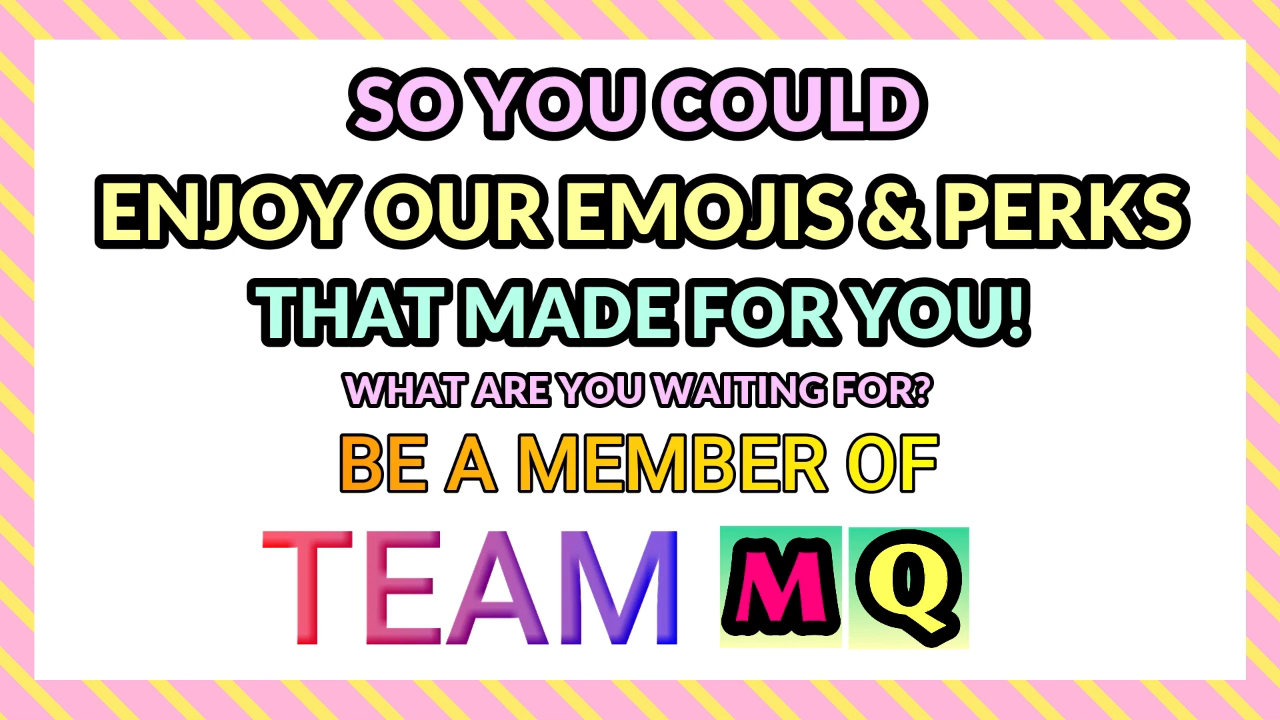 SO YOU COULD
ENJOY OUR EMOJIS & PERKS
THAT MADE FOR YOU!
WHAT ARE YOU WAITING FOR?
BE A MEMBER OF
TEAM MQ